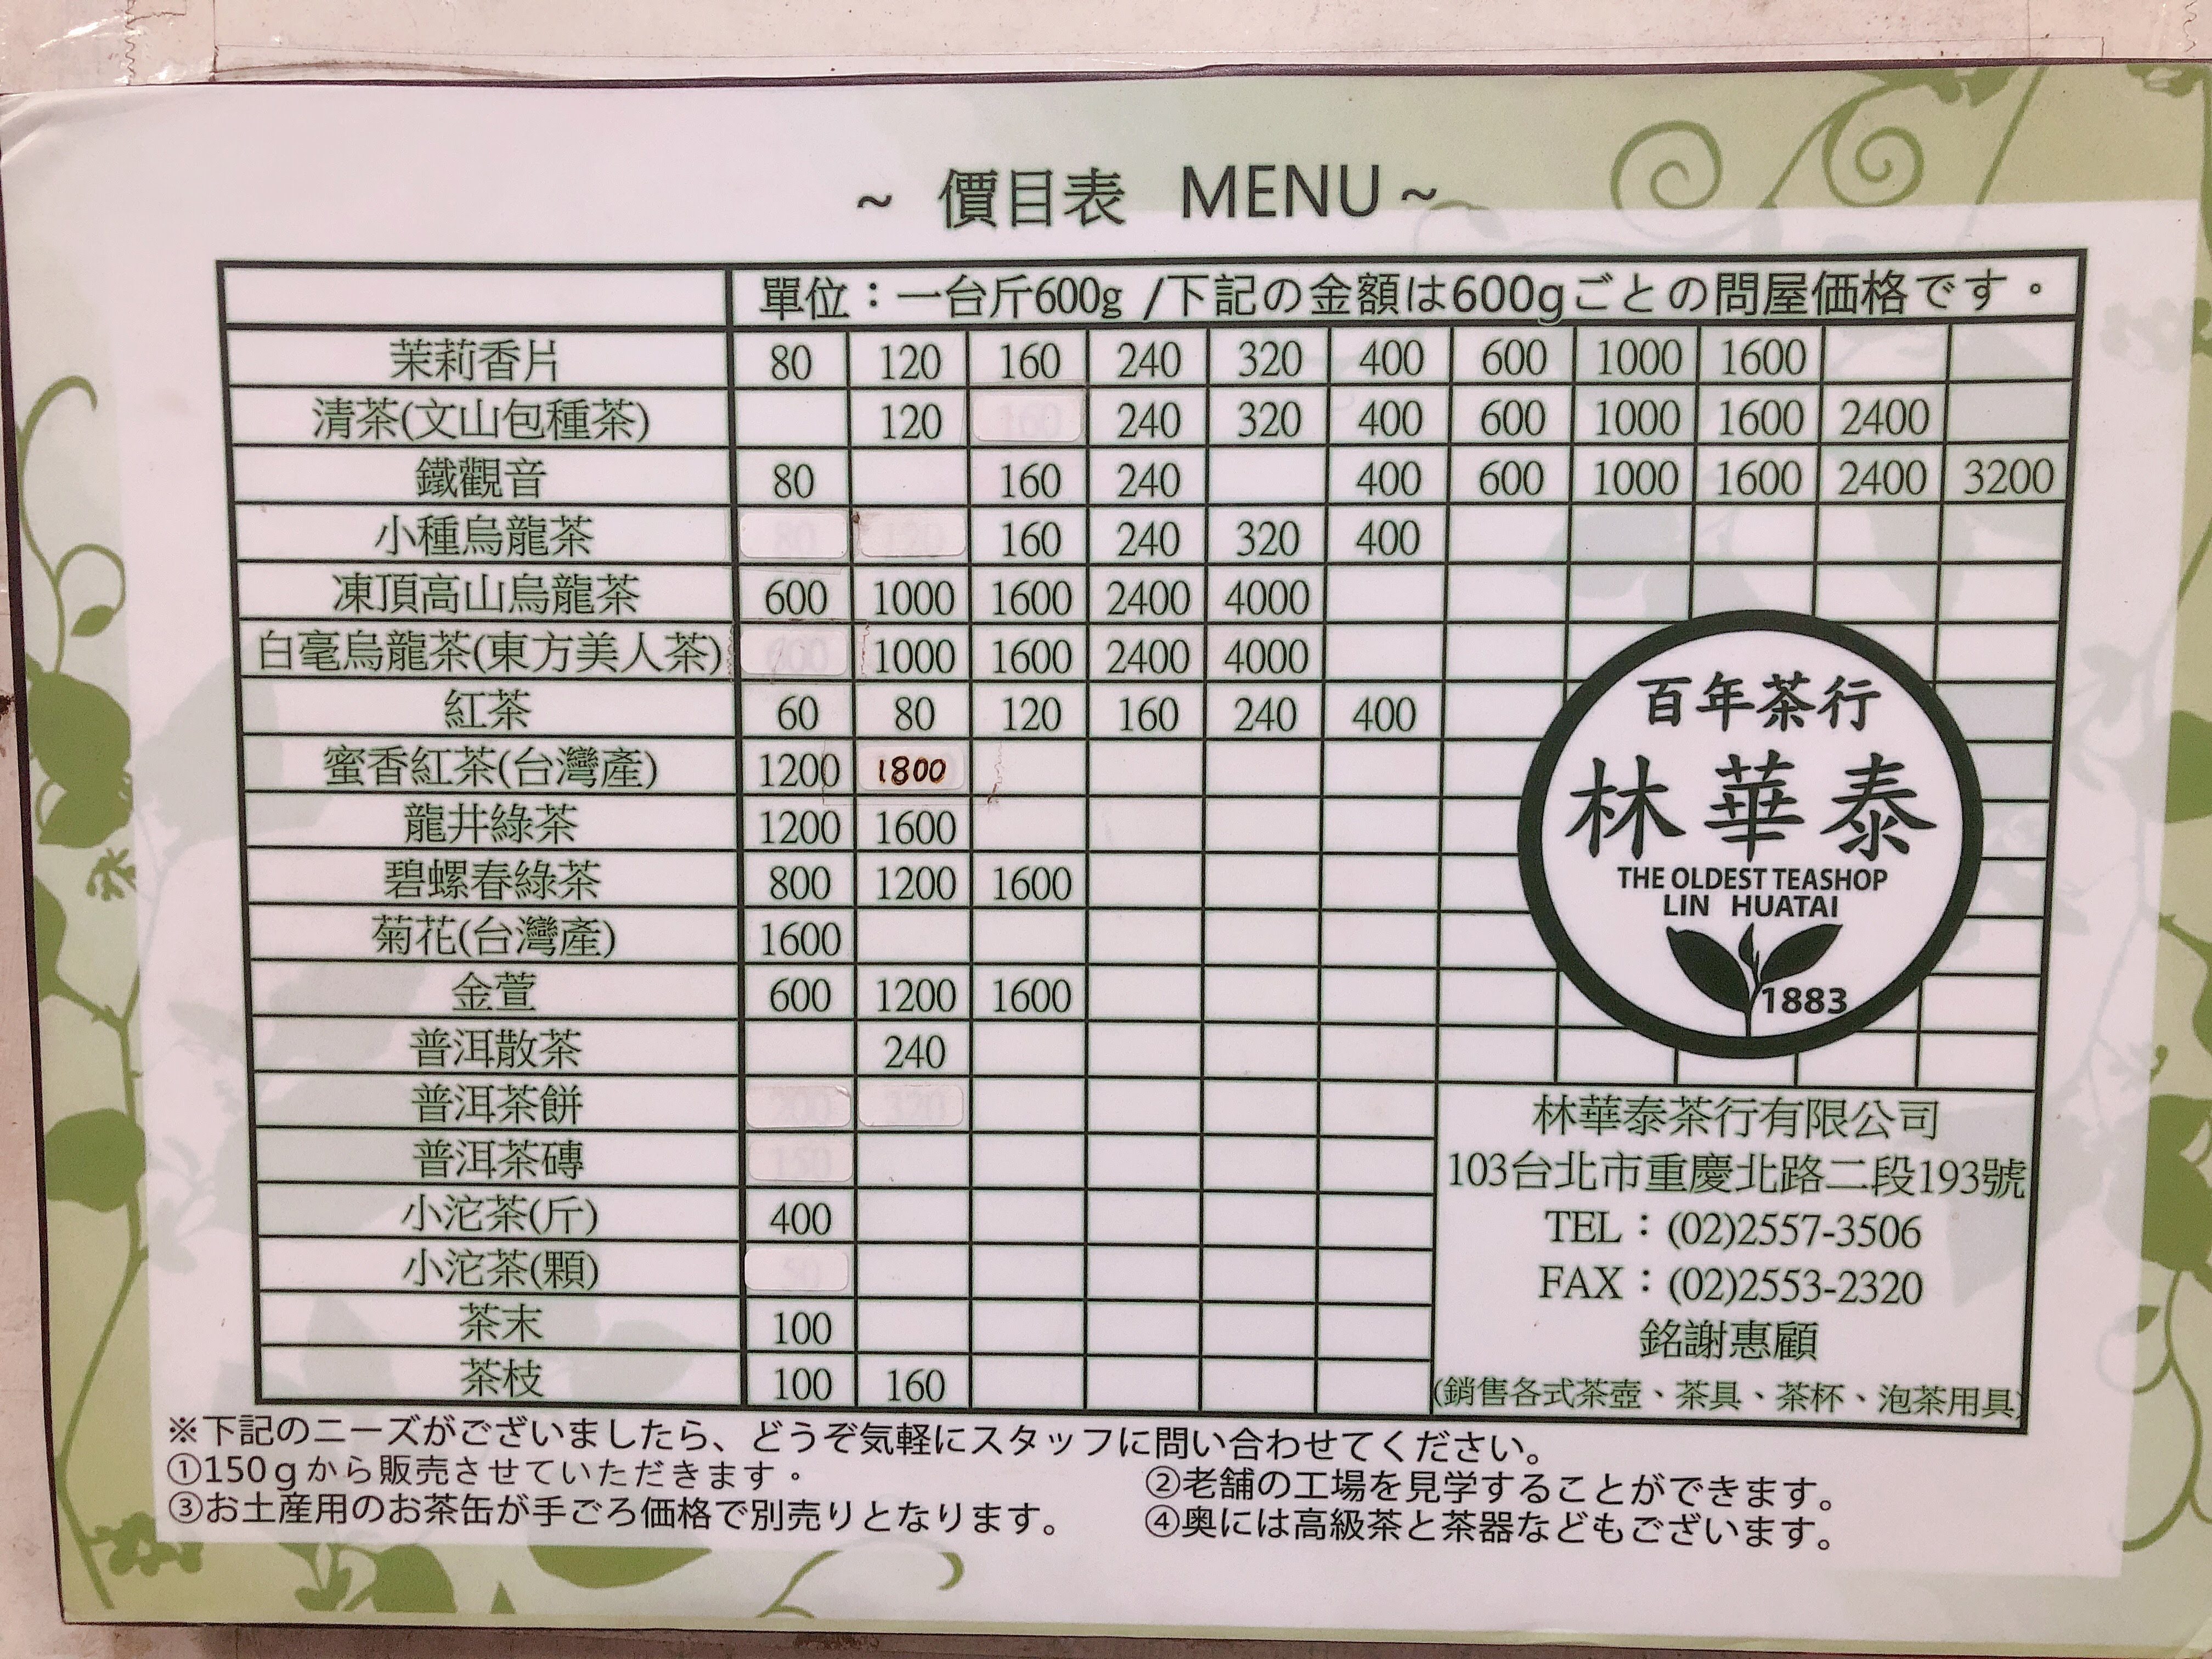 ~ 價目表 MENU ~
單位：一台斤600g /下記の金額は600gごとの問屋価格です。
茉莉香片 80 120 160 240 320 400 600 1000 1600
清茶(文山包種茶) 120 160 240 320 400 600 1000 1600 2400
鐵觀音 80 160 240 400 600 1000 1600 2400 3200
小種烏龍茶 80 120 160 240 320 400
凍頂高山烏龍茶 600 1000 1600 2400 4000
白毫烏龍茶(東方美人茶) 600 1000 1600 2400 4000
紅茶 60 80 120 160 240 400
蜜香紅茶(台灣產) 1200 1800
龍井綠茶 1200 1600
碧螺春綠茶 800 1200 1600
菊花(台灣產) 1600
金萱 600 1200 1600
普洱散茶 240
普洱茶餅 200 320
普洱茶磚 150
小沱茶(斤) 400
小沱茶(顆)
茶末 100
茶枝 100 160
百年茶行
林華泰
THE OLDEST TEASHOP
LIN HUATAI
1883
林華泰茶行有限公司
103台北市重慶北路二段193號
TEL：(02)2557-3506
FAX：(02)2553-2320
銘謝惠顧
(銷售各式茶壺、茶具、茶杯、泡茶用具)
※下記のニーズがございましたら、どうぞ気軽にスタッフに問い合わせてください。
①150ｇから販売させていただきます。
②老舗の工場を見学することができます。
③お土産用のお茶缶が手ごろ価格で別売りとなります。
④奥には高級茶と茶器などもございます。